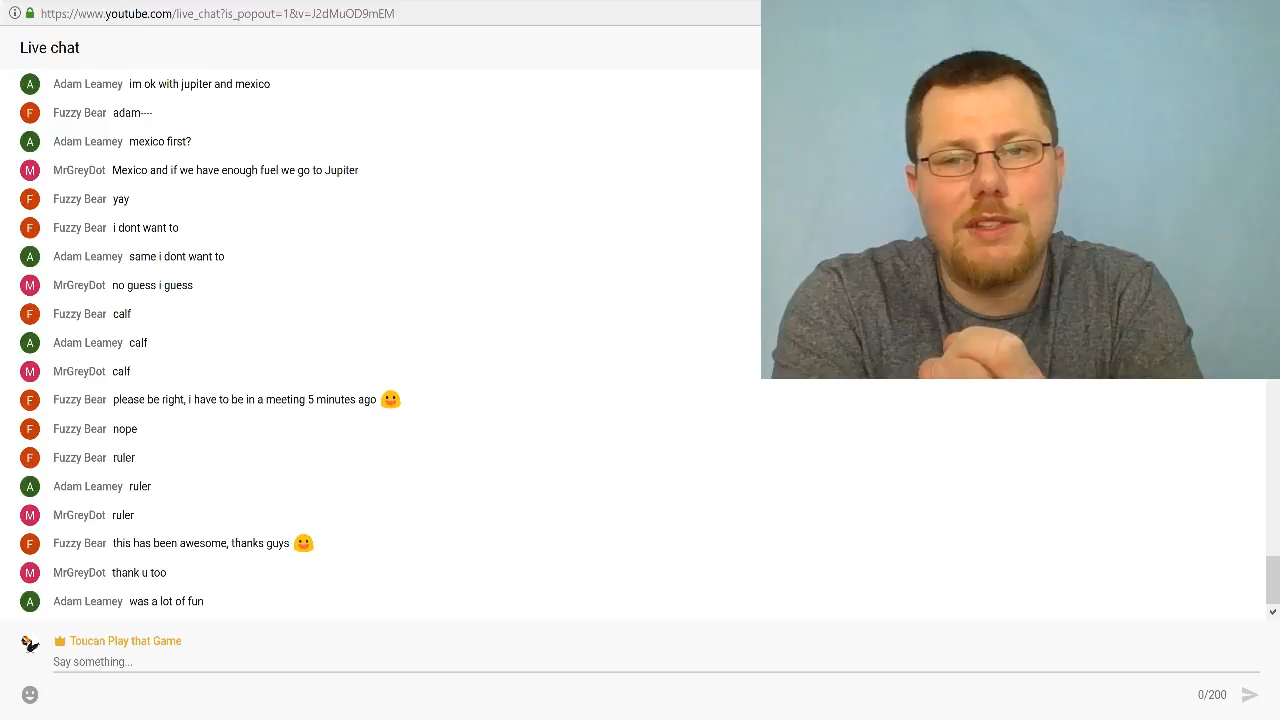 https://www.youtube.com/live_chat?is_popout=1&v=J2dMuOD9mEM
Live chat
A Adam Leamey im ok with jupiter and mexico
F Fuzzy Bear adam----
A Adam Leamey mexico first?
M MrGreyDot Mexico and if we have enough fuel we go to Jupiter
F Fuzzy Bear yay
F Fuzzy Bear i dont want to
A Adam Leamey same i dont want to
M MrGreyDot no guess i guess
F Fuzzy Bear calf
A Adam Leamey calf
M MrGreyDot calf
F Fuzzy Bear please be right, i have to be in a meeting 5 minutes ago
F Fuzzy Bear nope
F Fuzzy Bear ruler
A Adam Leamey ruler
M MrGreyDot ruler
F Fuzzy Bear this has been awesome, thanks guys
M MrGreyDot thank u too
A Adam Leamey was a lot of fun
Toucan Play that Game
Say something...
0/200